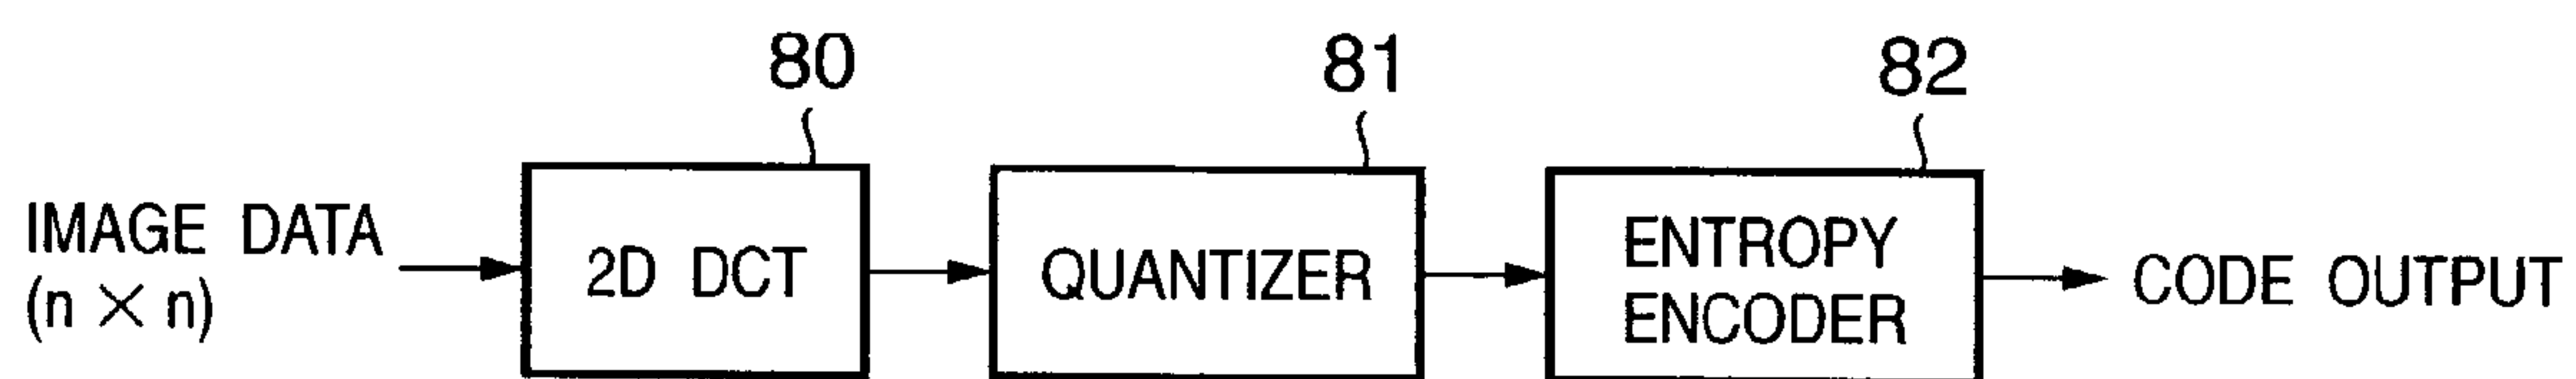 80
81
82
IMAGE DATA
(n × n)
2D DCT
QUANTIZER
ENTROPY
ENCODER
CODE OUTPUT